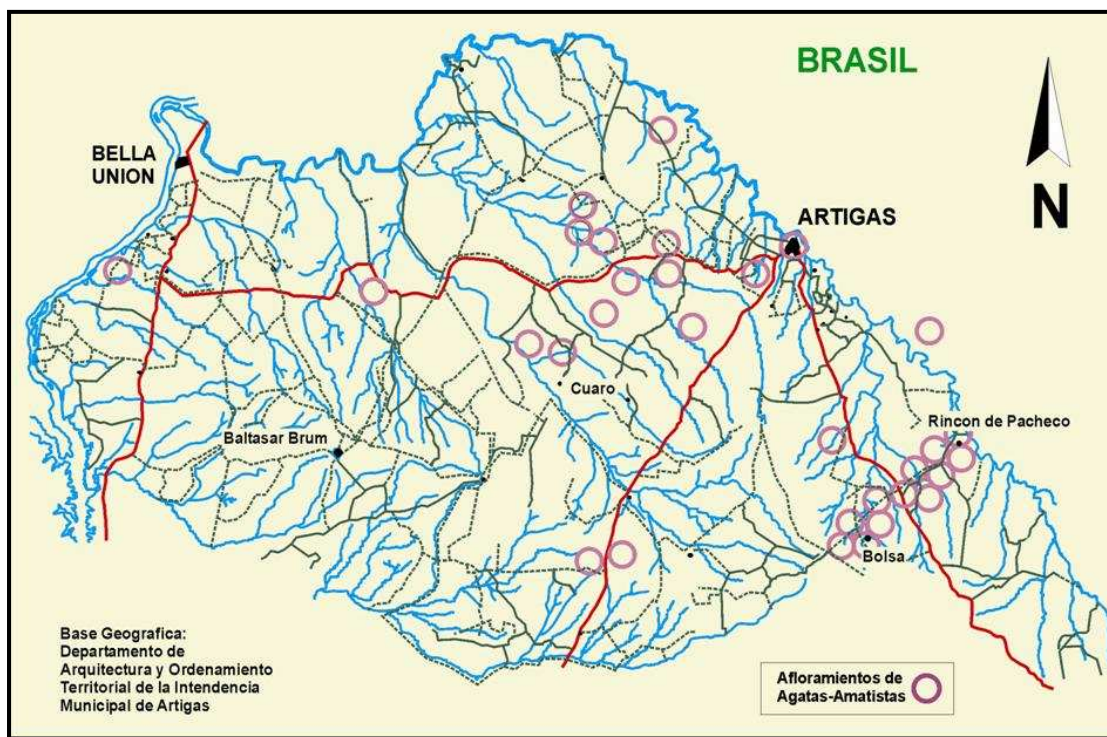 BRASIL
BELLA
UNION
ARTIGAS
N
Cuaro
Rincon de Pacheco
Baltasar Brum
Bolsa
Base Geografica:
Departamento de
Arquitectura y Ordenamiento
Territorial de la Intendencia
Municipal de Artigas
Afloramientos de
Agatas-Amatistas